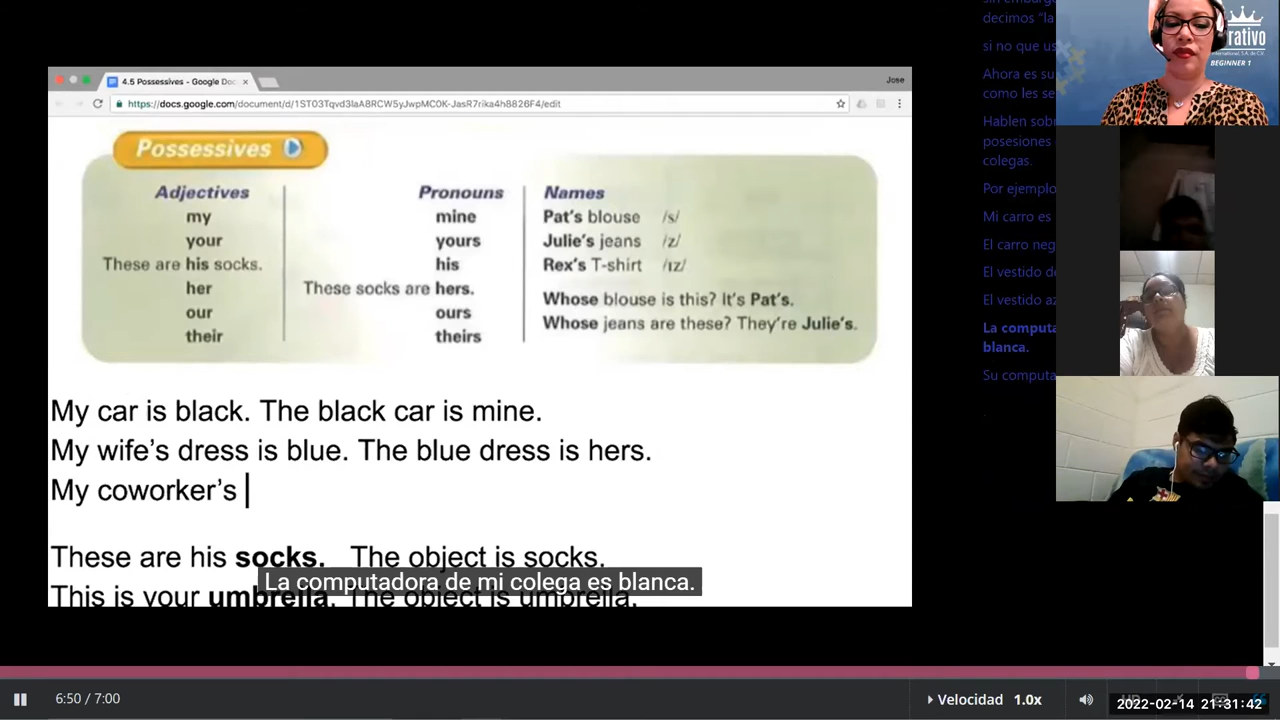 4.5 Possessives - Google Doc
Jose
https://docs.google.com/document/d/1ST03Tqvd3laA8RCW5yJwpMC0K-JasR7rika4h8826F4/edit
Possessives
Adjectives
my
your
These are his socks.
her
our
their
Pronouns
mine
yours
his
These socks are hers.
ours
theirs
Names
Pat's blouse /s/
Julie's jeans /z/
Rex's T-shirt /ɪz/
Whose blouse is this? It's Pat's.
Whose jeans are these? They're Julie's.
My car is black. The black car is mine.
My wife's dress is blue. The blue dress is hers.
My coworker's
These are his socks. The object is socks.
This is your umbrella. The object is umbrella.
La computadora de mi colega es blanca.
decimos “la
si no que us
Ahora es su
como les se
Hablen sobr
posesiones
colegas.
Por ejemplo
Mi carro es
El carro neg
El vestido de
El vestido az
La computa
blanca.
Su computa
rativo
BEGINNER 1
6:50 / 7:00
Velocidad 1.0x
2022-02-14 21:31:42